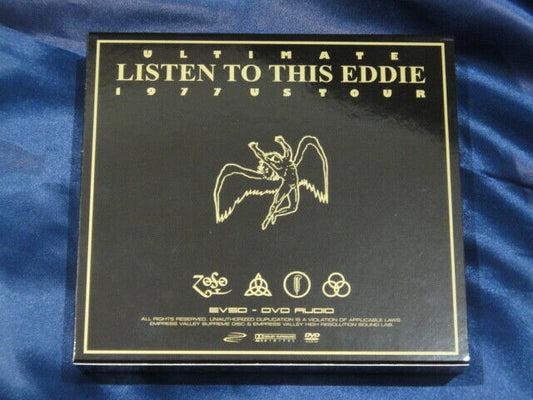 ULTIMATE
LISTEN TO THIS EDDIE
1977 US TOUR
ZoSo
EVSD - DVD AUDIO
ALL RIGHTS RESERVED. UNAUTHORIZED DUPLICATION IS A VIOLATION OF APPLICABLE LAWS.
EMPRESS VALLEY SUPREME DISC & EMPRESS VALLEY HIGH RESOLUTION SOUND LAB.
DVD